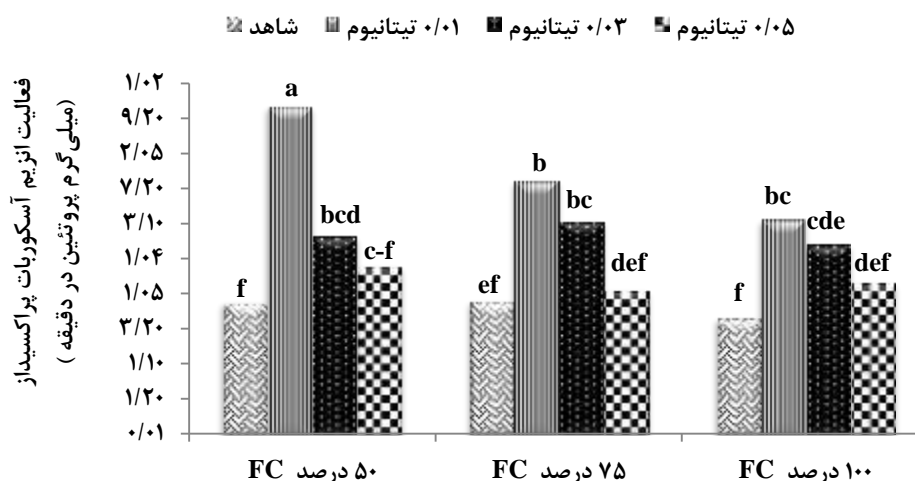 شاهد ۰/۰۱ تیتانیوم ۰/۰۳ تیتانیوم ۰/۰۵ تیتانیوم
فعالیت انزیم آسکوربات پراکسیداز
(میلی گرم پروتئین در دقیقه )
۱/۰۲
۹/۲۰
۲/۰۵
۷/۲۰
۳/۱۰
۱/۰۴
۱/۰۵
۳/۲۰
۱/۱۰
۱/۲۰
۰/۰۱
a
b
bc
bcd
bc
cde
c-f
def
def
f
ef
f
۵۰ درصد FC
۷۵ درصد FC
۱۰۰ درصد FC